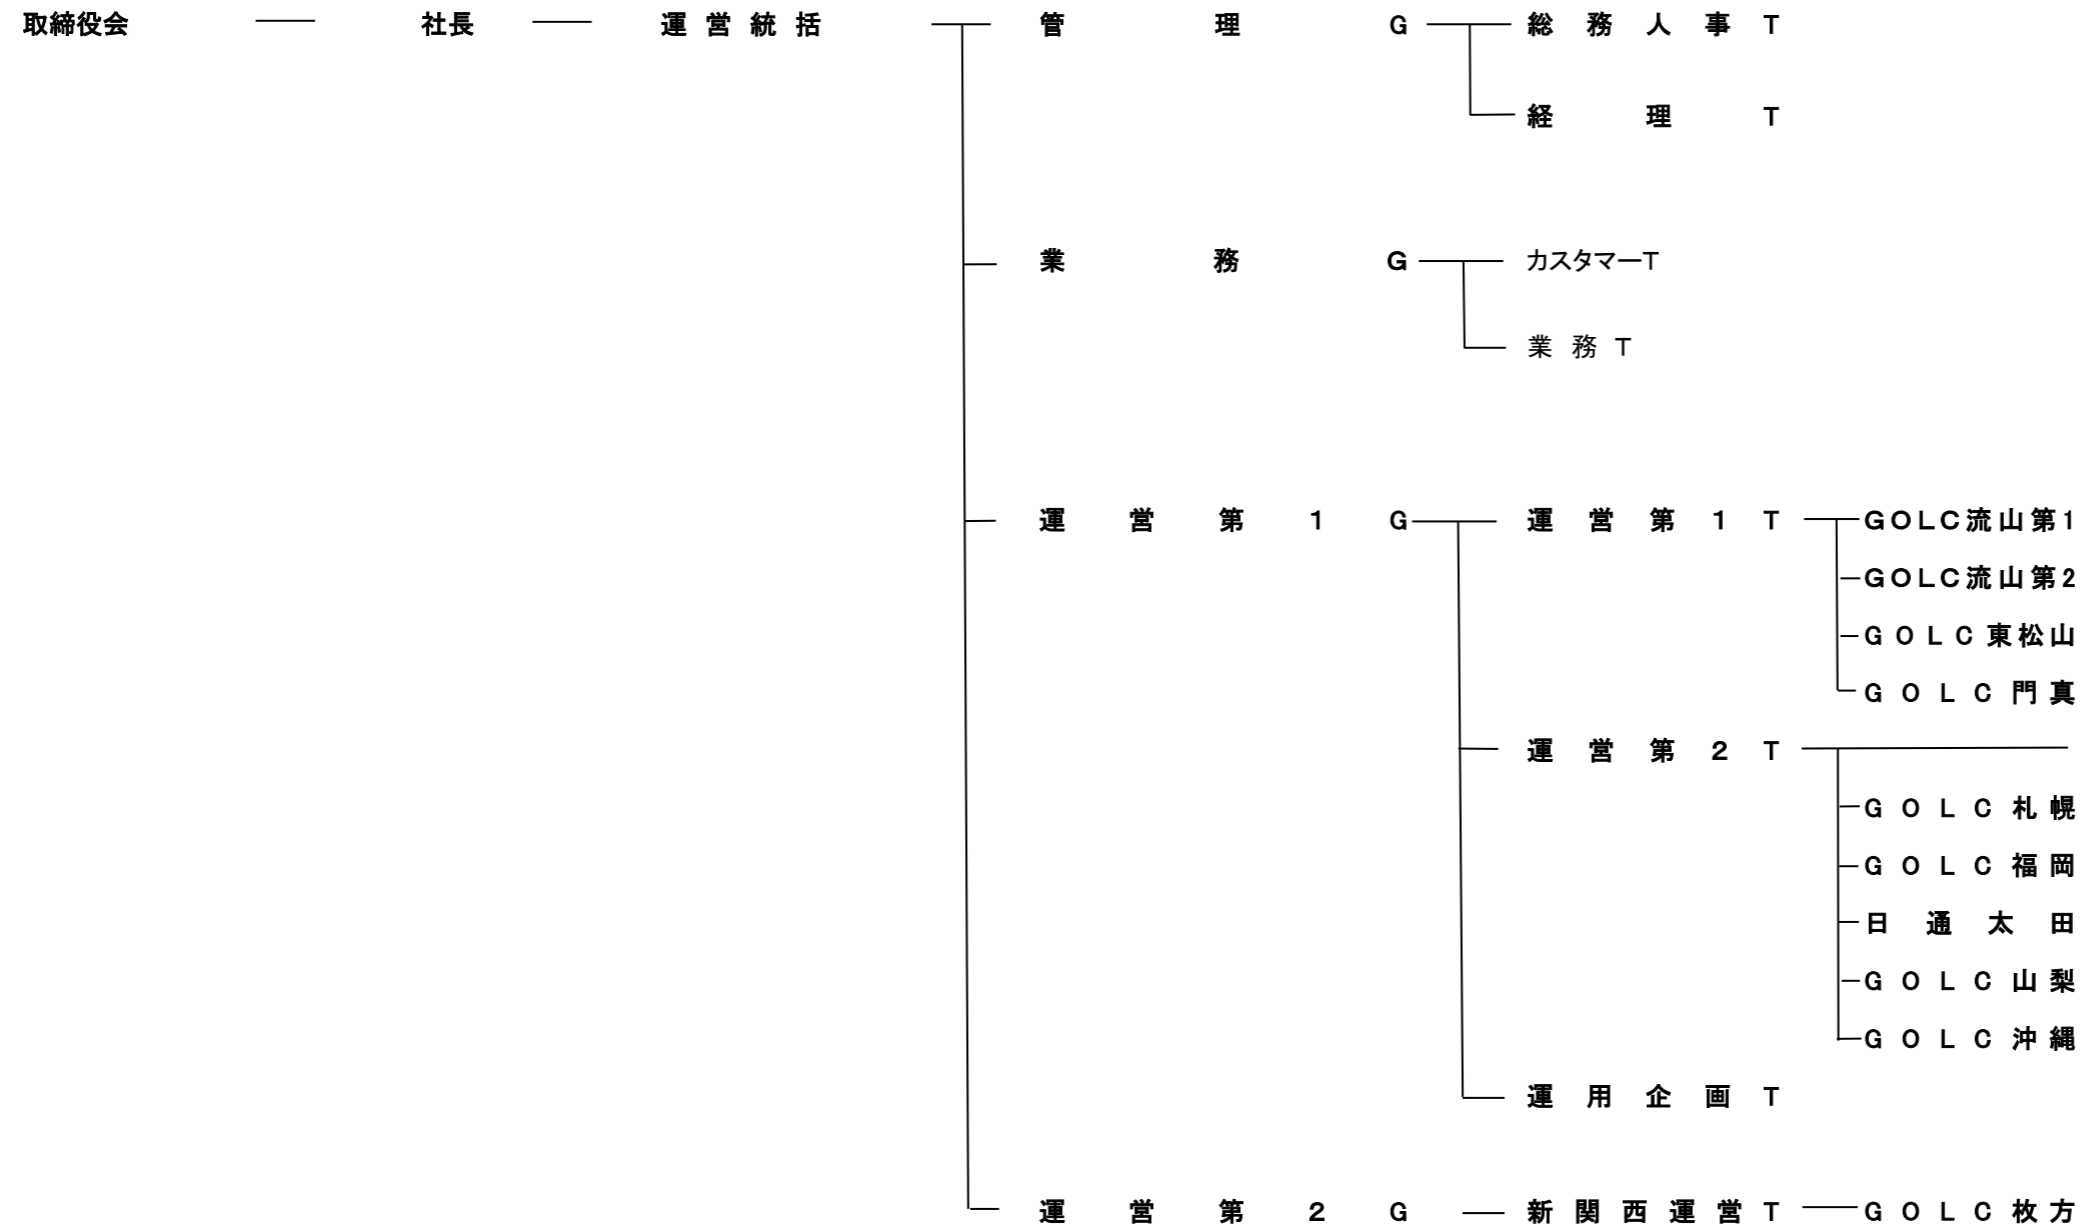 取締役会 社長 運営統括 管理G 総務人事T
経理T
業務G カスタマーT
業務T
運営第1G 運営第1T GOLC流山第1
GOLC流山第2
GOLC東松山
GOLC門真
運営第2T
GOLC札幌
GOLC福岡
日通太田
GOLC山梨
GOLC沖縄
運用企画T
運営第2G 新関西運営T GOLC枚方